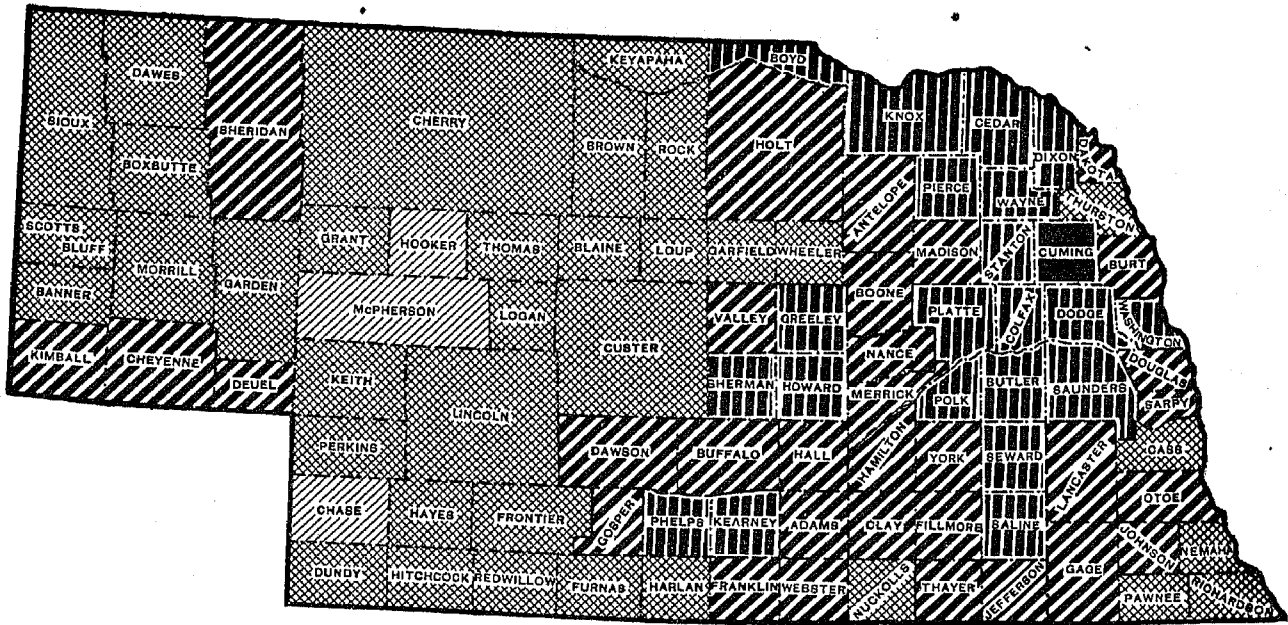 DAWES
KEYAPAHA
BOYD
SIOUX
SHERIDAN
CHERRY
BROWN
ROCK
HOLT
KNOX
CEDAR
DIXON
DAKOTA
BOXBUTTE
ANTELOPE
PIERCE
WAYNE
THURSTON
SCOTTS
BLUFF
MORRILL
GARDEN
GRANT
HOOKER
THOMAS
BLAINE
LOUP
GARFIELD
WHEELER
MADISON
STANTON
CUMING
BURT
BANNER
McPHERSON
LOGAN
CUSTER
VALLEY
GREELEY
BOONE
PLATTE
COLFAX
DODGE
WASHINGTON
KIMBALL
CHEYENNE
DEUEL
KEITH
LINCOLN
SHERMAN
HOWARD
NANCE
MERRICK
POLK
BUTLER
SAUNDERS
DOUGLAS
SARPY
PERKINS
DAWSON
BUFFALO
HALL
HAMILTON
YORK
SEWARD
LANCASTER
CASS
CHASE
HAYES
FRONTIER
GOSPER
PHELPS
KEARNEY
ADAMS
CLAY
FILLMORE
SALINE
OTOE
DUNDY
HITCHCOCK
REDWILLOW
FURNAS
HARLAN
FRANKLIN
WEBSTER
NUCKOLLS
THAYER
JEFFERSON
GAGE
JOHNSON
NEMAHA
PAWNEE
RICHARDSON